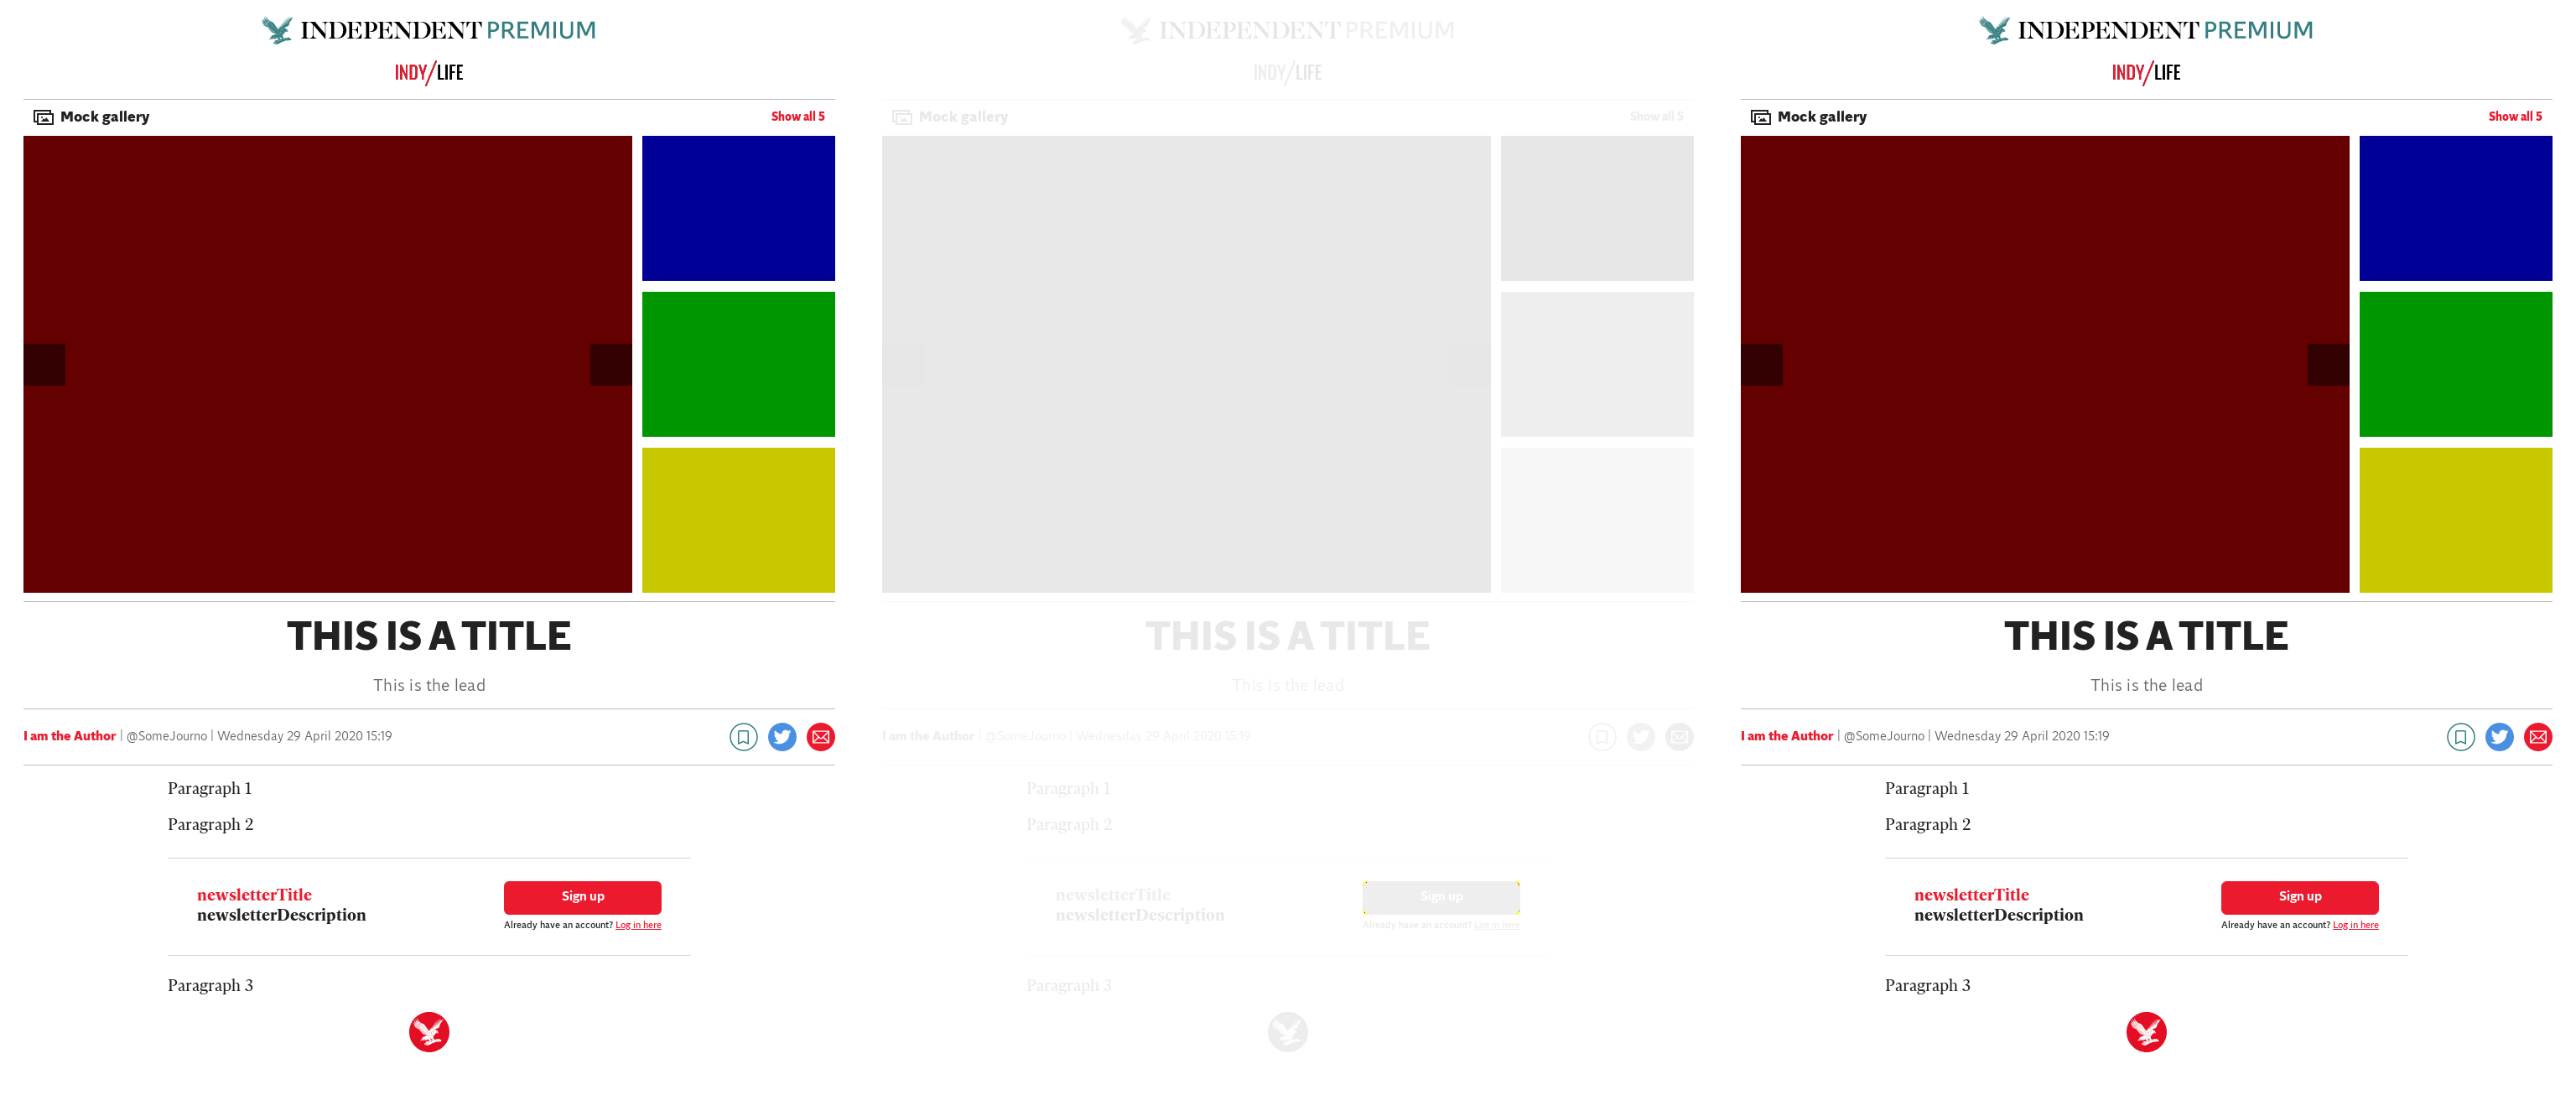 INDEPENDENT PREMIUM
INDY/LIFE
Mock gallery
Show all 5
THIS IS A TITLE
This is the lead
I am the Author | @SomeJourno | Wednesday 29 April 2020 15:19
Paragraph 1
Paragraph 2
newsletterTitle
newsletterDescription
Sign up
Already have an account? Log in here
Paragraph 3
INDEPENDENT PREMIUM
INDY/LIFE
Mock gallery
Show all 5
THIS IS A TITLE
This is the lead
I am the Author | @SomeJourno | Wednesday 29 April 2020 15:19
Paragraph 1
Paragraph 2
newsletterTitle
newsletterDescription
Sign up
Already have an account? Log in here
Paragraph 3
INDEPENDENT PREMIUM
INDY/LIFE
Mock gallery
Show all 5
THIS IS A TITLE
This is the lead
I am the Author | @SomeJourno | Wednesday 29 April 2020 15:19
Paragraph 1
Paragraph 2
newsletterTitle
newsletterDescription
Sign up
Already have an account? Log in here
Paragraph 3